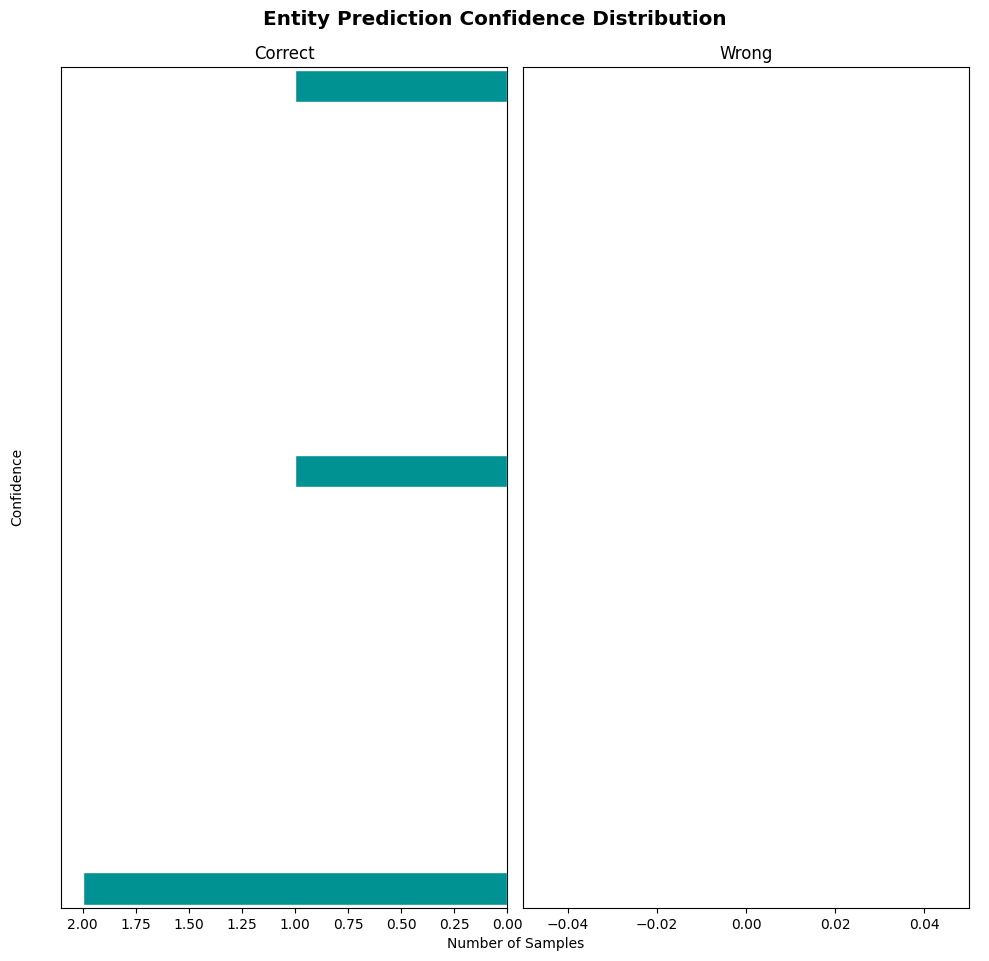 Entity Prediction Confidence Distribution
Correct
Wrong
Confidence
2.00 1.75 1.50 1.25 1.00 0.75 0.50 0.25 0.00
−0.04 −0.02 0.00 0.02 0.04
Number of Samples